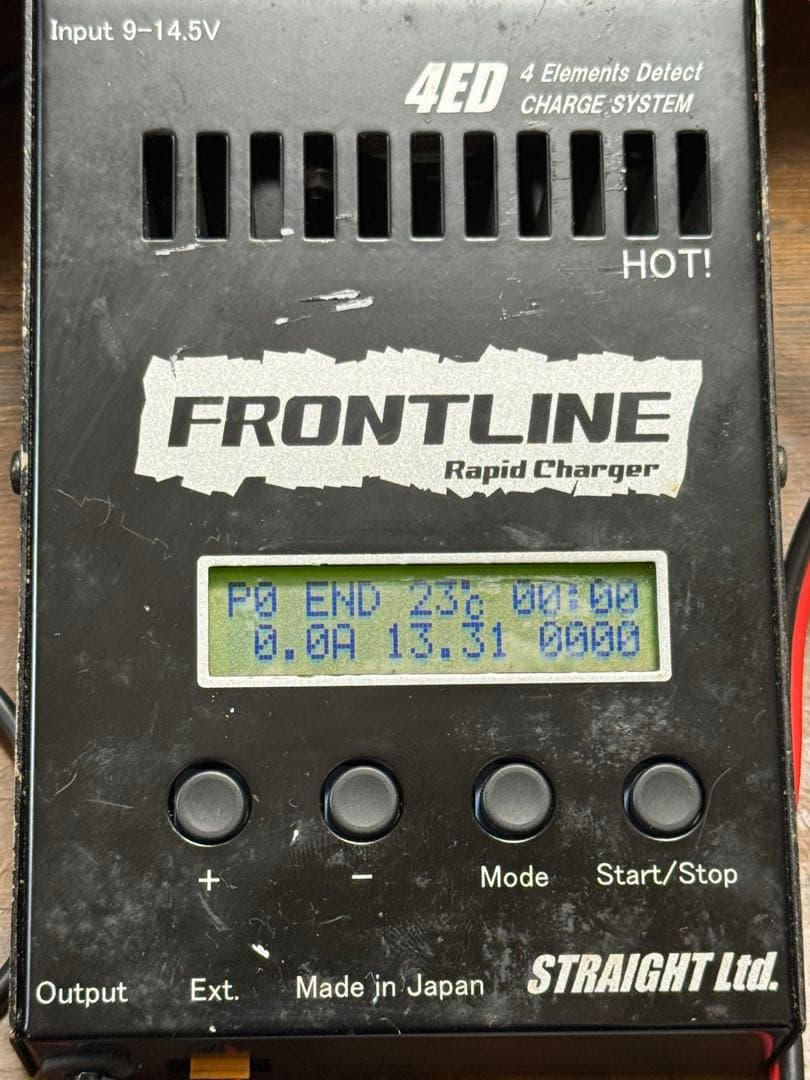 Input 9-14.5V
4ED 4 Elements Detect
CHARGE SYSTEM
HOT!
FRONTLINE
Rapid Charger
P0 END 23℃ 00:00
0.0A 13.31 0000
+ - Mode Start/Stop
Output Ext. Made in Japan STRAIGHT Ltd.